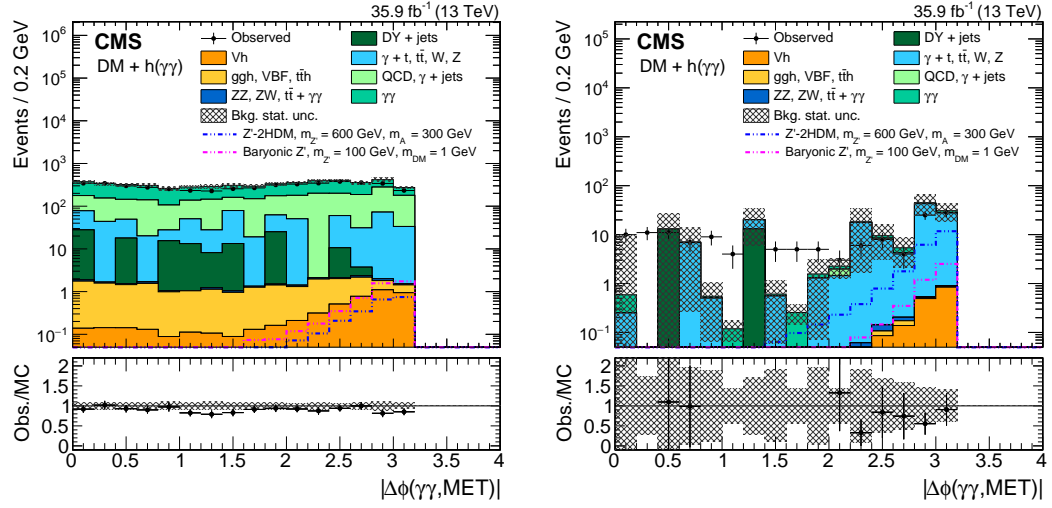 35.9 fb⁻¹ (13 TeV)
Events / 0.2 GeV
10⁶
10⁵
10⁴
10³
10²
10
1
10⁻¹
CMS
DM + h(γγ)
Observed
DY + jets
Vh
γ + t, tt̄, W, Z
ggh, VBF, tt̄h
QCD, γ + jets
ZZ, ZW, tt̄ + γγ
γγ
Bkg. stat. unc.
Z'-2HDM, m_Z' = 600 GeV, m_A = 300 GeV
Baryonic Z', m_Z' = 100 GeV, m_DM = 1 GeV
Obs./MC
2
1.5
1
0.5
0
0 0.5 1 1.5 2 2.5 3 3.5 4
|Δϕ(γγ,MET)|
35.9 fb⁻¹ (13 TeV)
Events / 0.2 GeV
10⁵
10⁴
10³
10²
10
1
10⁻¹
CMS
DM + h(γγ)
Observed
DY + jets
Vh
γ + t, tt̄, W, Z
ggh, VBF, tt̄h
QCD, γ + jets
ZZ, ZW, tt̄ + γγ
γγ
Bkg. stat. unc.
Z'-2HDM, m_Z' = 600 GeV, m_A = 300 GeV
Baryonic Z', m_Z' = 100 GeV, m_DM = 1 GeV
Obs./MC
2
1.5
1
0.5
0
0 0.5 1 1.5 2 2.5 3 3.5 4
|Δϕ(γγ,MET)|